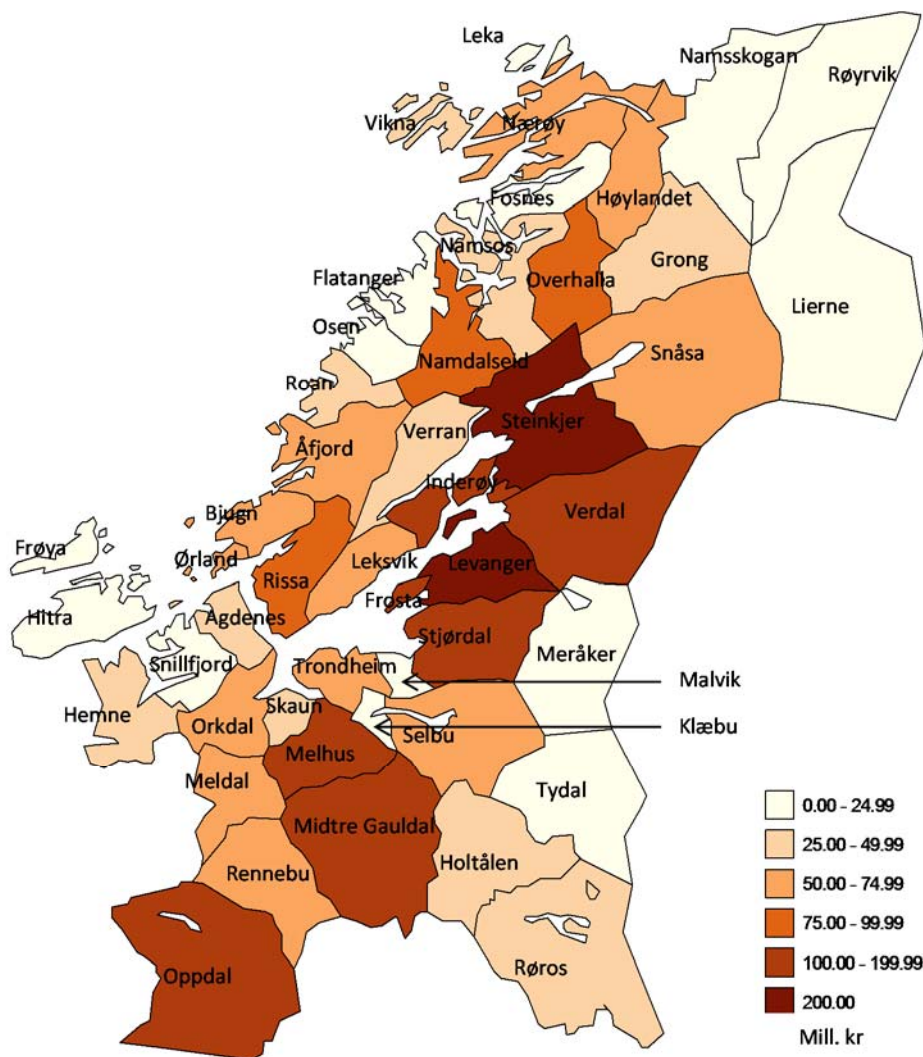 Leka
Namsskogan
Røyrvik
Vikna
Nærøy
Fosnes
Høylandet
Namsos
Grong
Flatanger
Overhalla
Lierne
Osen
Namdalseid
Snåsa
Roan
Steinkjer
Verran
Åfjord
inderøy
Verdal
Bjugn
Frøya
Ørland
Leksvik
Levanger
Rissa
Frosta
Hitra
Agdenes
Stjørdal
Meråker
Snillfjord
Trondheim
Malvik
Hemne
Skaun
Orkdal
Selbu
Klæbu
Melhus
Meldal
Tydal
Midtre Gauldal
Holtålen
Rennebu
Røros
Oppdal
0.00 – 24.99
25.00 – 49.99
50.00 – 74.99
75.00 – 99.99
100.00 – 199.99
200.00
Mill. kr